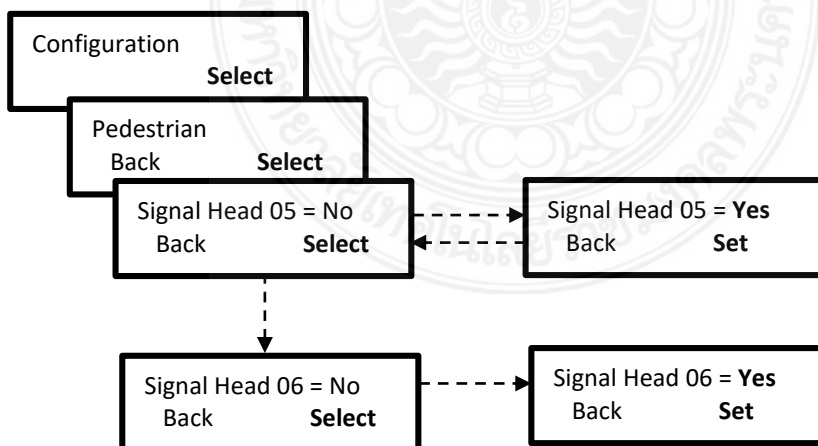 Configuration
Select
Pedestrian
Back Select
Signal Head 05 = No
Back Select
Signal Head 05 = Yes
Back Set
Signal Head 06 = No
Back Select
Signal Head 06 = Yes
Back Set